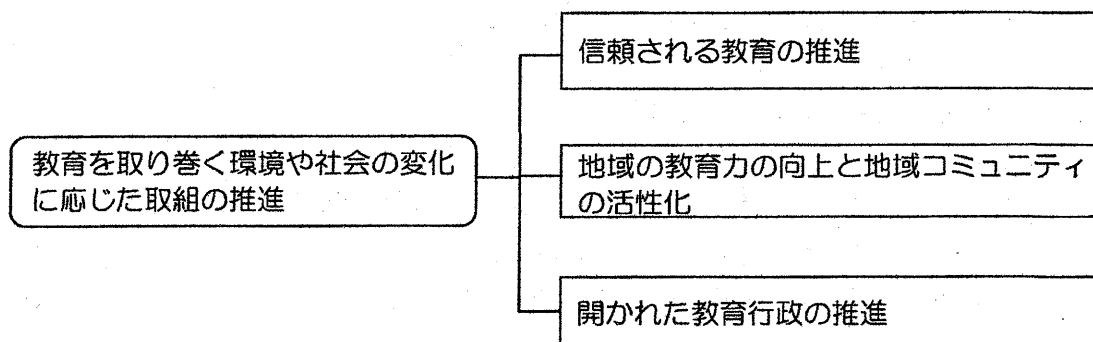 信頼される教育の推進
教育を取り巻く環境や社会の変化
に応じた取組の推進
地域の教育力の向上と地域コミュニティ
の活性化
開かれた教育行政の推進